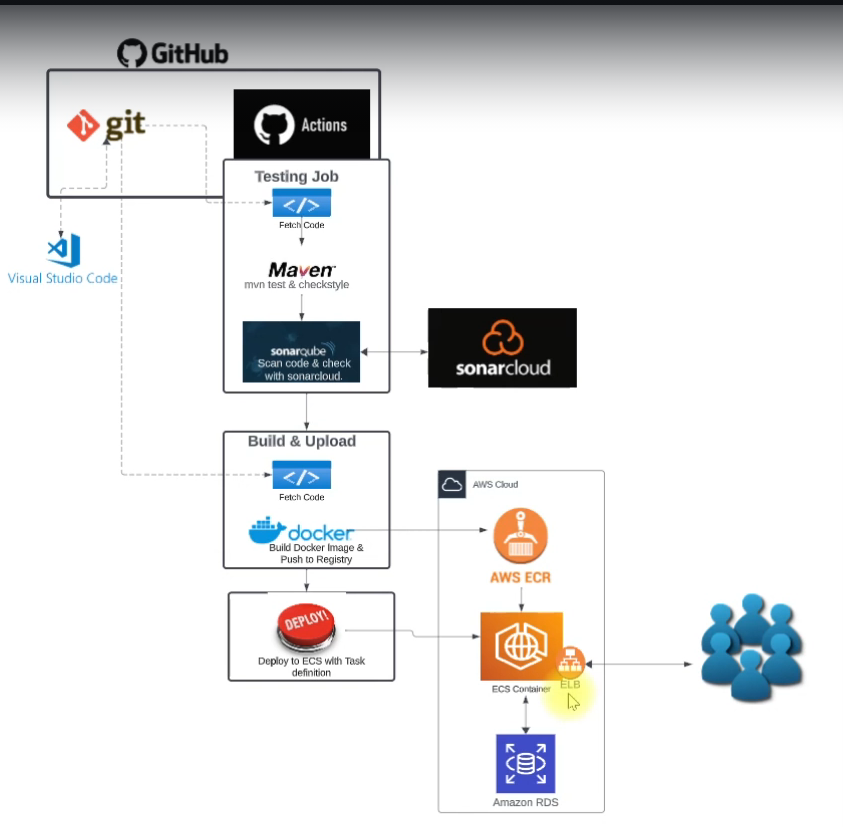 GitHub
git
Actions
Testing Job
</>
Fetch Code
Visual Studio Code
Maven™
mvn test & checkstyle
sonarqube
Scan code & check
with sonarcloud.
sonarcloud
Build & Upload
</>
Fetch Code
AWS Cloud
docker
Build Docker Image &
Push to Registry
AWS ECR
DEPLOY!
Deploy to ECS with Task
definition
ELB
ECS Container
Amazon RDS